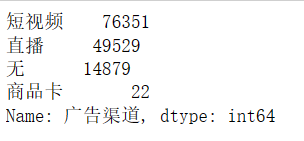 短视频    76351
直播     49529
无      14879
商品卡       22
Name: 广告渠道, dtype: int64